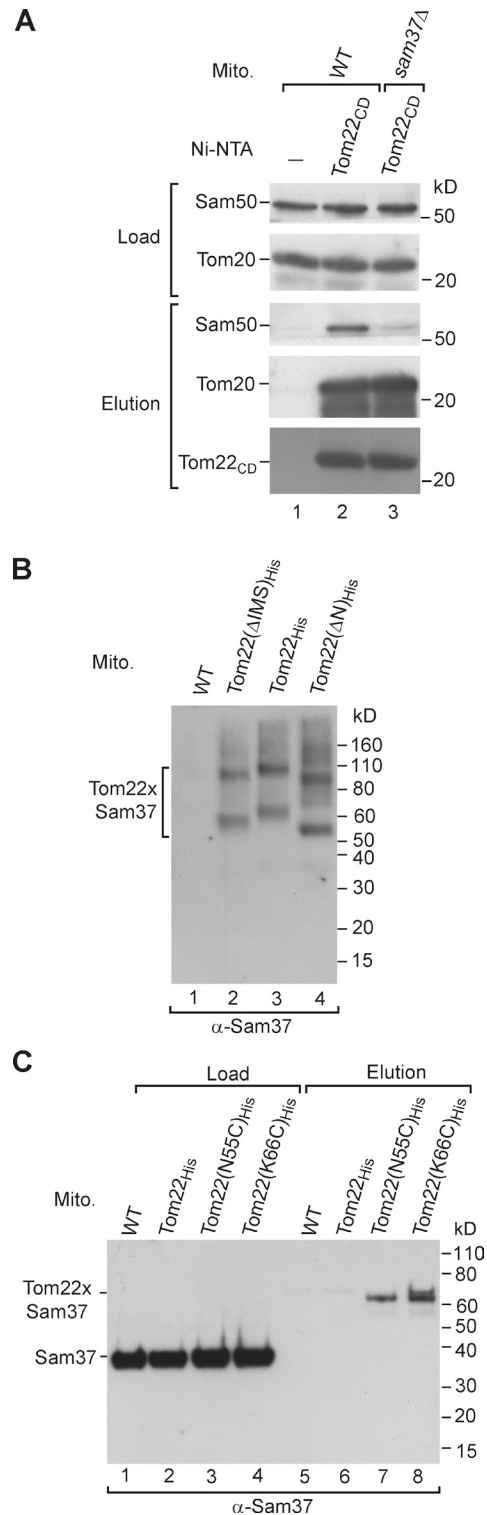 A
Mito.
WT
sam37Δ
Ni-NTA
–
Tom22CD
Tom22CD
kD
Load
Sam50
50
Tom20
20
Elution
Sam50
50
Tom20
20
Tom22CD
20
1 2 3
B
Mito.
WT
Tom22(ΔIMS)His
Tom22His
Tom22(ΔN)His
kD
160
110
80
60
50
40
30
20
15
Tom22x
Sam37
1 2 3 4
α-Sam37
C
Load
Elution
Mito.
WT
Tom22His
Tom22(N55C)His
Tom22(K66C)His
WT
Tom22His
Tom22(N55C)His
Tom22(K66C)His
kD
110
80
60
50
40
30
20
15
Tom22x
Sam37
Sam37
1 2 3 4 5 6 7 8
α-Sam37